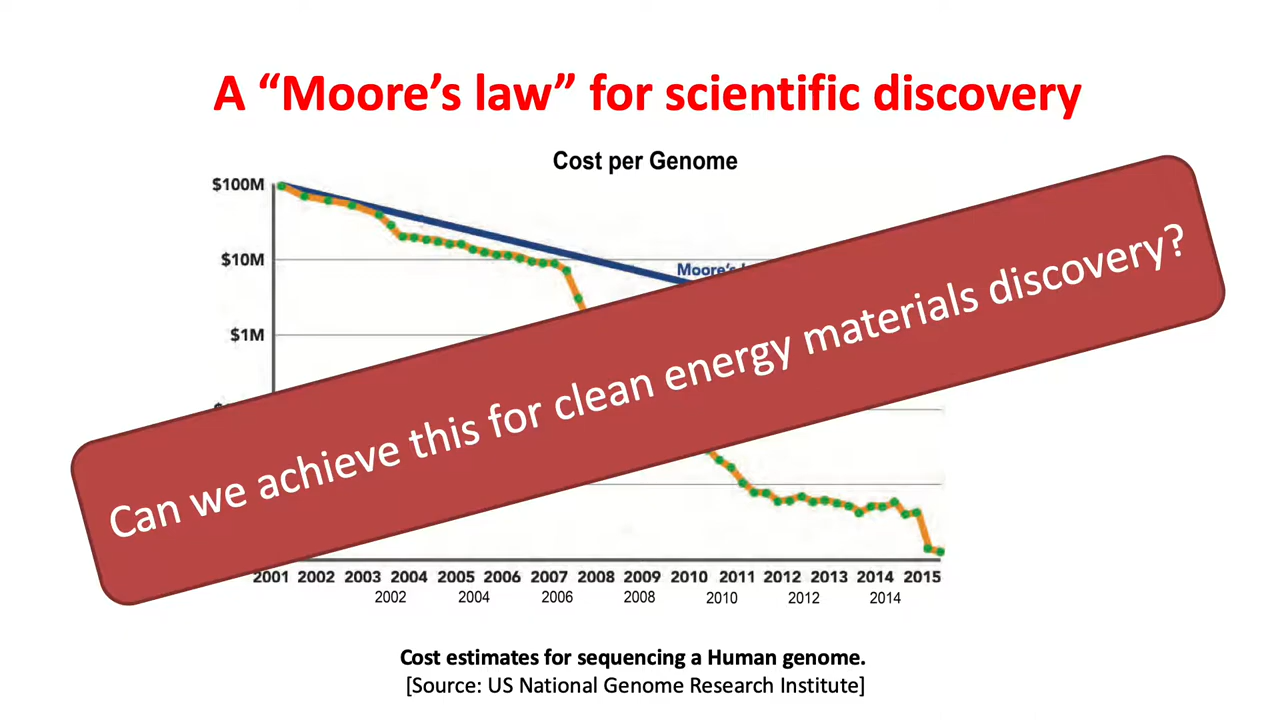 A “Moore’s law” for scientific discovery
Cost per Genome
$100M
$10M
$1M
Moore’s
Can we achieve this for clean energy materials discovery?
2001 2002 2003 2004 2005 2006 2007 2008 2009 2010 2011 2012 2013 2014 2015
2002 2004 2006 2008 2010 2012 2014
Cost estimates for sequencing a Human genome.
[Source: US National Genome Research Institute]